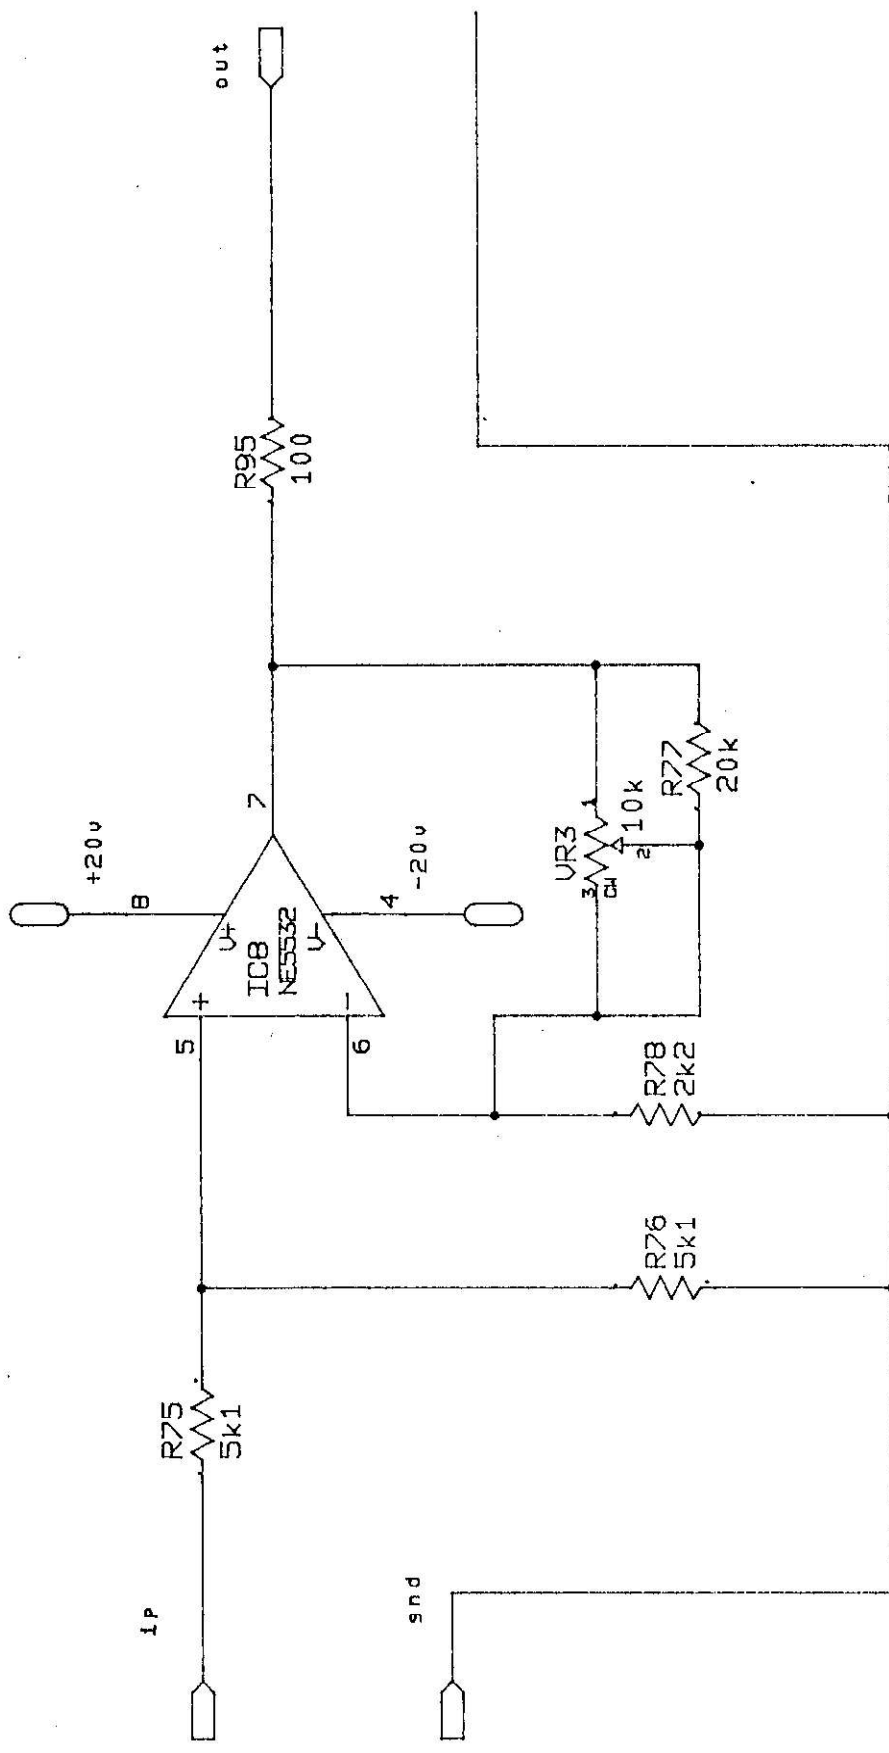 ip
gnd
R75
5k1
R76
5k1
R78
2k2
5
6
+
-
IC8
NE5532
V+
V-
8
+20v
4
-20v
7
VR3
10k
3
CW
2
1
R77
20k
R95
100
out